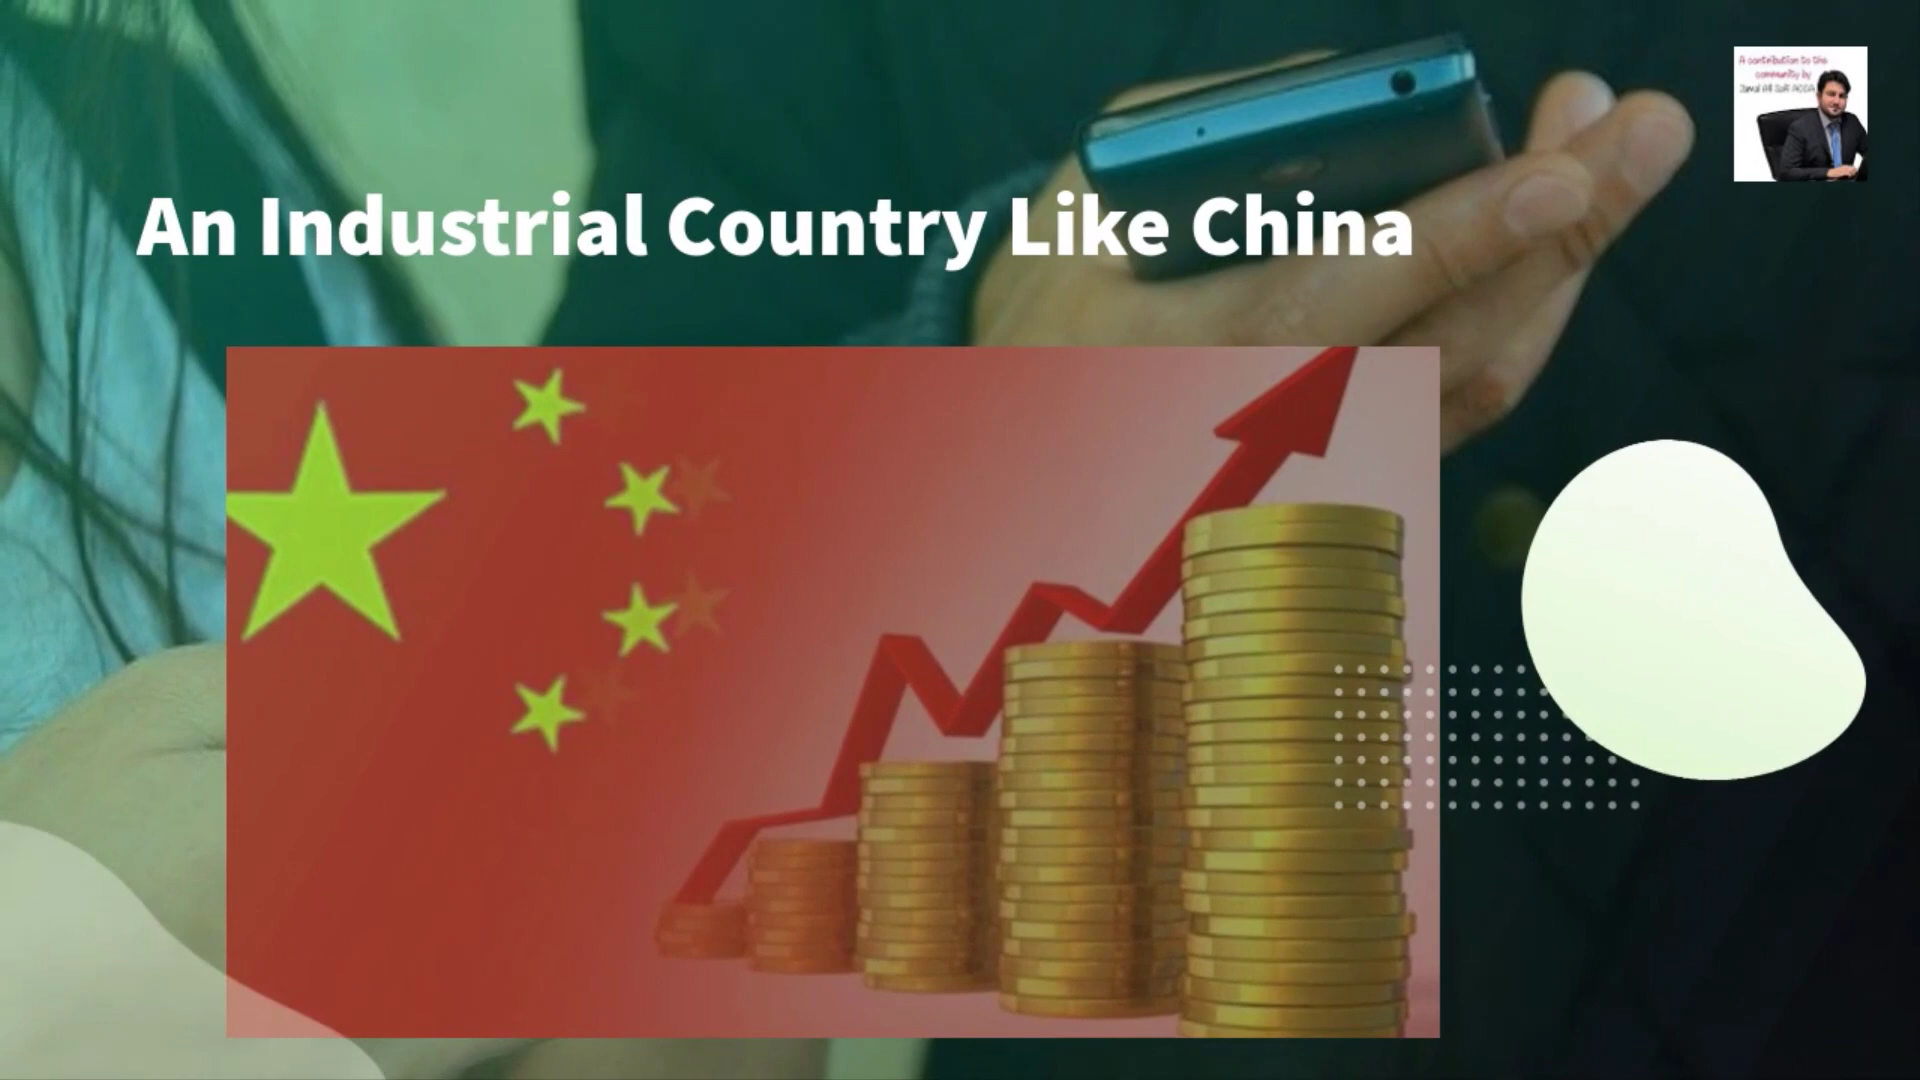 An Industrial Country Like China
A contribution to the
community by